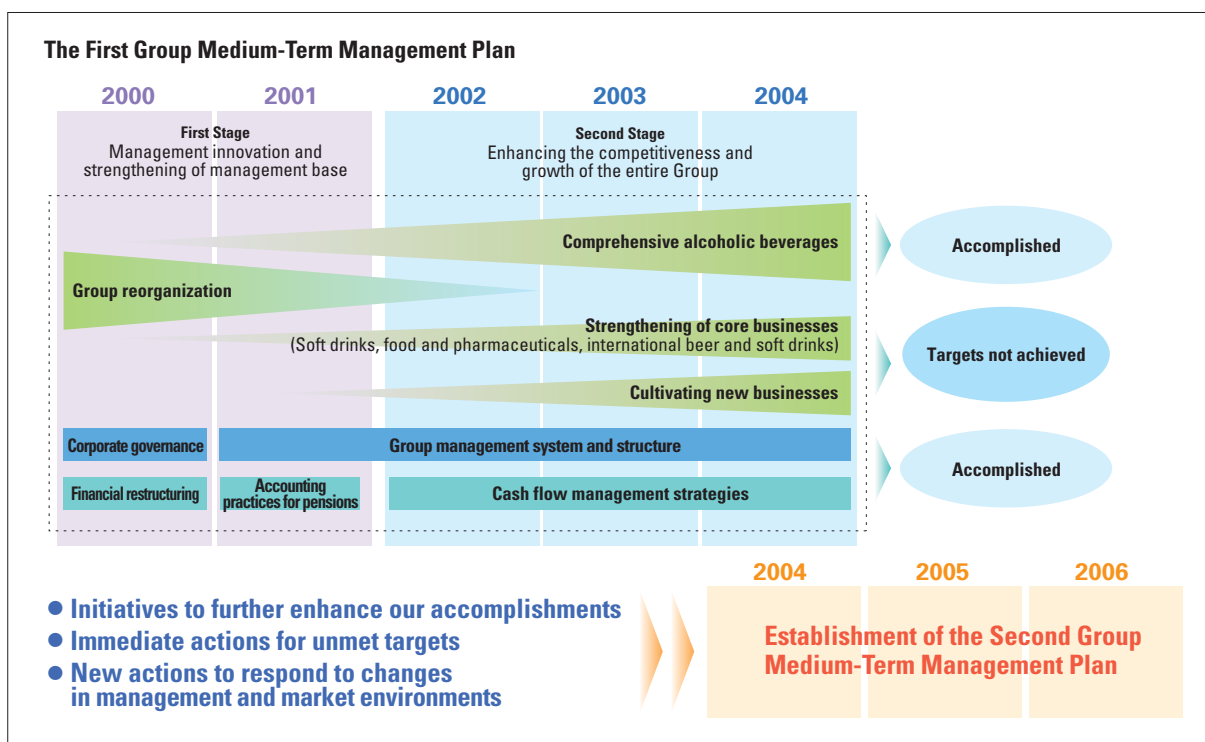 The First Group Medium-Term Management Plan
2000
2001
2002
2003
2004
First Stage
Management innovation and
strengthening of management base
Second Stage
Enhancing the competitiveness and
growth of the entire Group
Comprehensive alcoholic beverages
Accomplished
Group reorganization
Strengthening of core businesses
(Soft drinks, food and pharmaceuticals, international beer and soft drinks)
Targets not achieved
Cultivating new businesses
Corporate governance
Group management system and structure
Accomplished
Financial restructuring
Accounting
practices for pensions
Cash flow management strategies
2004
2005
2006
● Initiatives to further enhance our accomplishments
● Immediate actions for unmet targets
● New actions to respond to changes
in management and market environments
Establishment of the Second Group
Medium-Term Management Plan